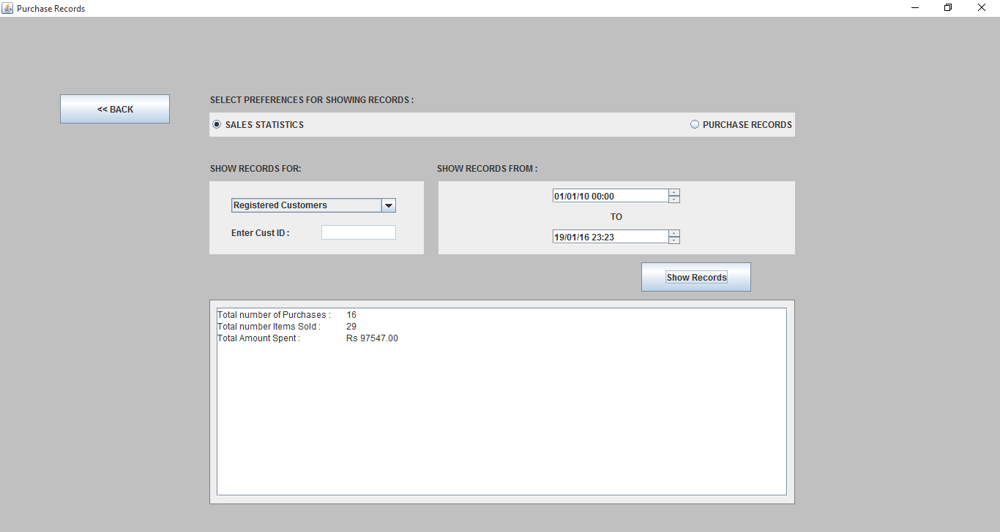 Purchase Records
<< BACK
SELECT PREFERENCES FOR SHOWING RECORDS :
SALES STATISTICS
PURCHASE RECORDS
SHOW RECORDS FOR:
SHOW RECORDS FROM :
Registered Customers
Enter Cust ID :
01/01/10 00:00
TO
19/01/16 23:23
Show Records
Total number of Purchases : 16
Total number Items Sold : 29
Total Amount Spent : Rs 97547.00